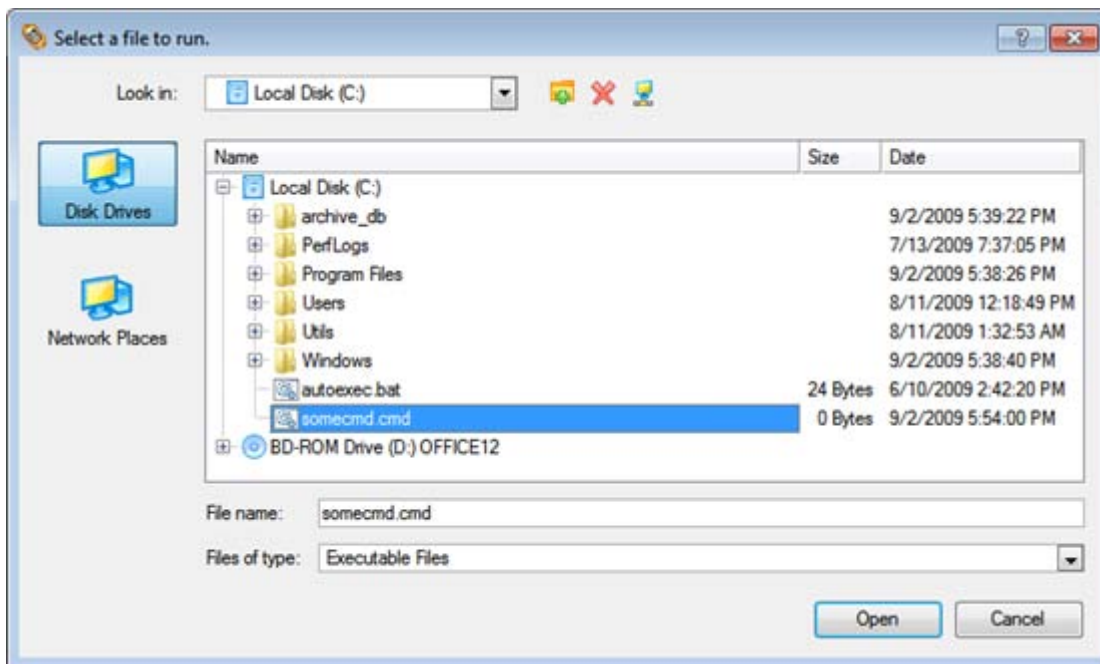 Select a file to run.
Look in: Local Disk (C:)
Disk Drives
Network Places
Name Size Date
Local Disk (C:)
archive_db 9/2/2009 5:39:22 PM
PerfLogs 7/13/2009 7:37:05 PM
Program Files 9/2/2009 5:38:26 PM
Users 8/11/2009 12:18:49 PM
Utils 8/11/2009 1:32:53 AM
Windows 9/2/2009 5:38:40 PM
autoexec.bat 24 Bytes 6/10/2009 2:42:20 PM
somecmd.cmd 0 Bytes 9/2/2009 5:54:00 PM
BD-ROM Drive (D:) OFFICE12
File name: somecmd.cmd
Files of type: Executable Files
Open Cancel